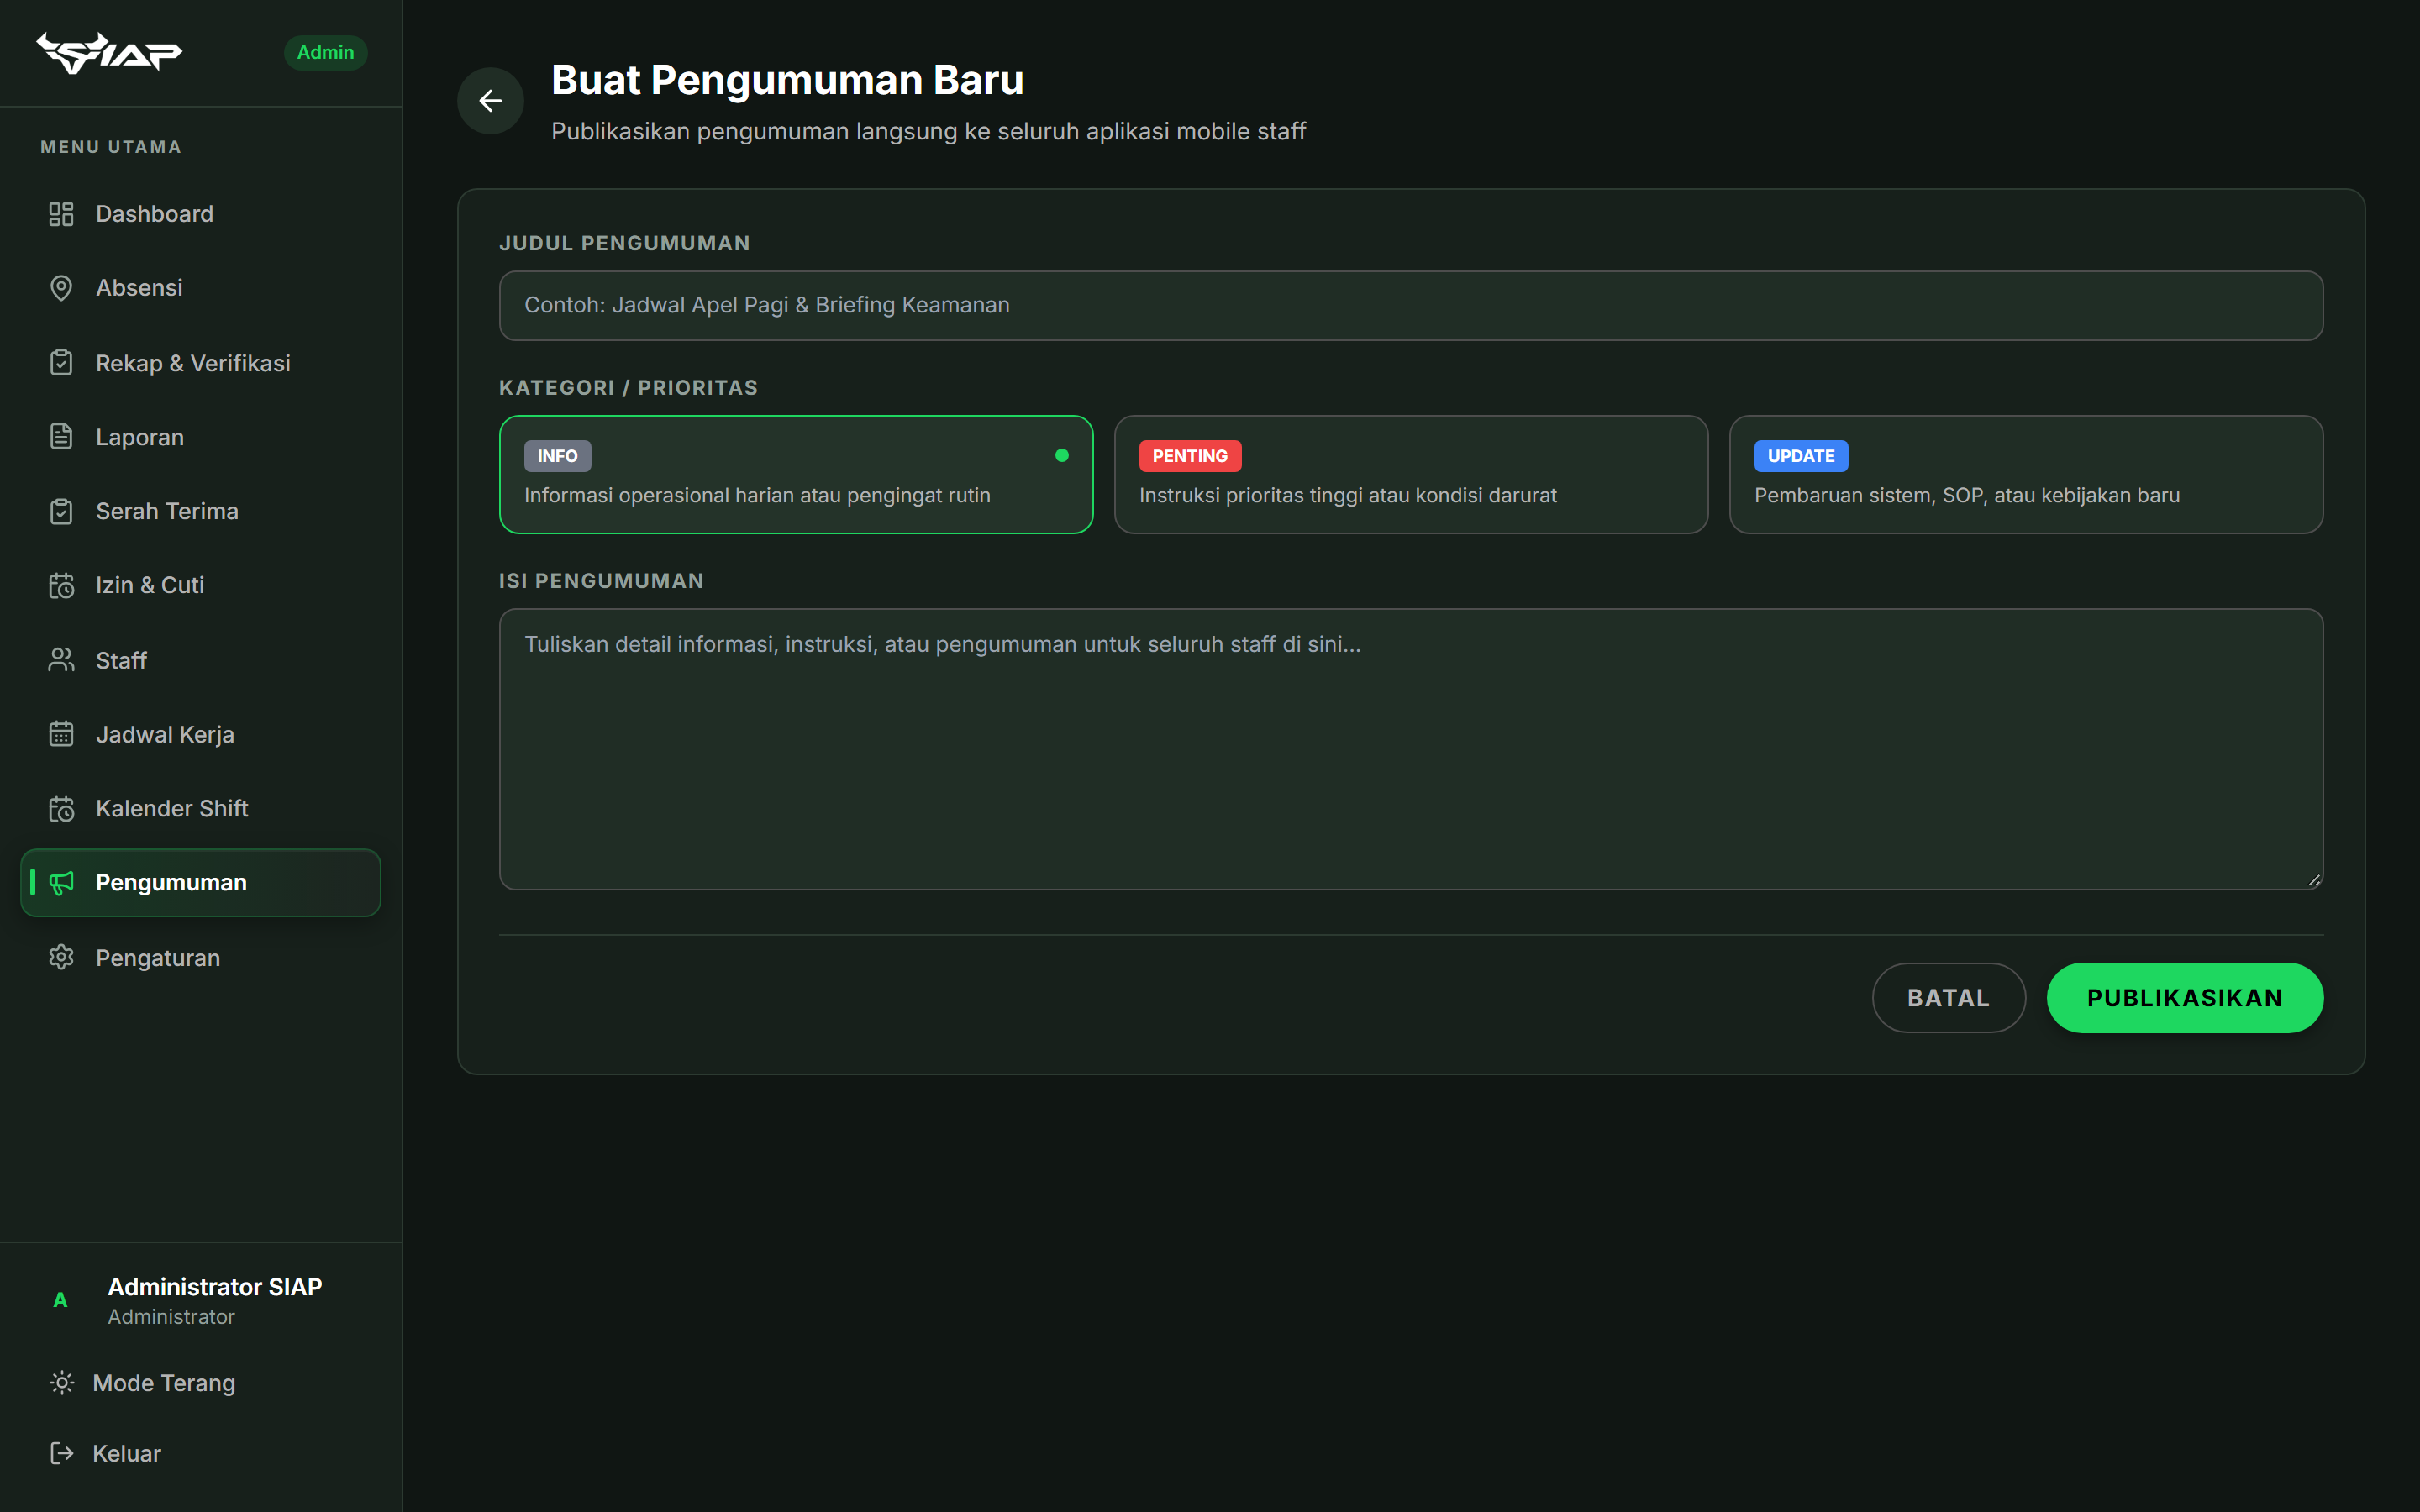 SIAP
Admin
MENU UTAMA
Dashboard
Absensi
Rekap & Verifikasi
Laporan
Serah Terima
Izin & Cuti
Staff
Jadwal Kerja
Kalender Shift
Pengumuman
Pengaturan
A
Administrator SIAP
Administrator
Mode Terang
Keluar
Buat Pengumuman Baru
Publikasikan pengumuman langsung ke seluruh aplikasi mobile staff
JUDUL PENGUMUMAN
Contoh: Jadwal Apel Pagi & Briefing Keamanan
KATEGORI / PRIORITAS
INFO
Informasi operasional harian atau pengingat rutin
PENTING
Instruksi prioritas tinggi atau kondisi darurat
UPDATE
Pembaruan sistem, SOP, atau kebijakan baru
ISI PENGUMUMAN
Tuliskan detail informasi, instruksi, atau pengumuman untuk seluruh staff di sini...
BATAL
PUBLIKASIKAN